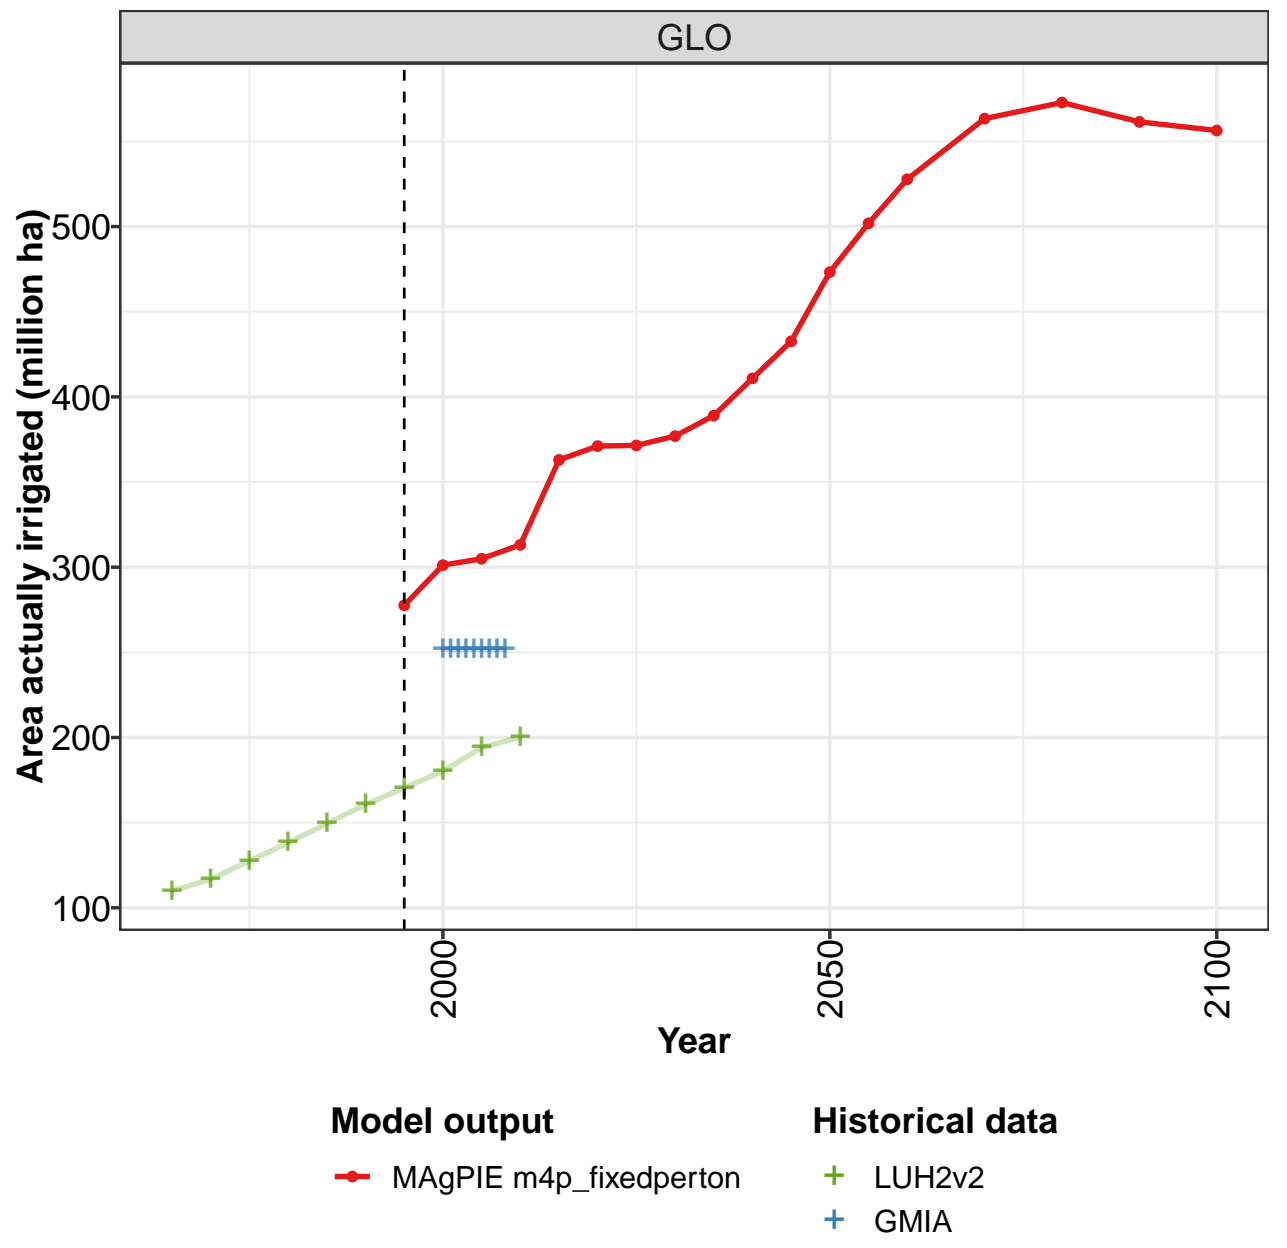 GLO
Area actually irrigated (million ha)
500
400
300
200
100
2000
2050
2100
Year
Model output
MAgPIE m4p_fixedperton
Historical data
LUH2v2
GMIA